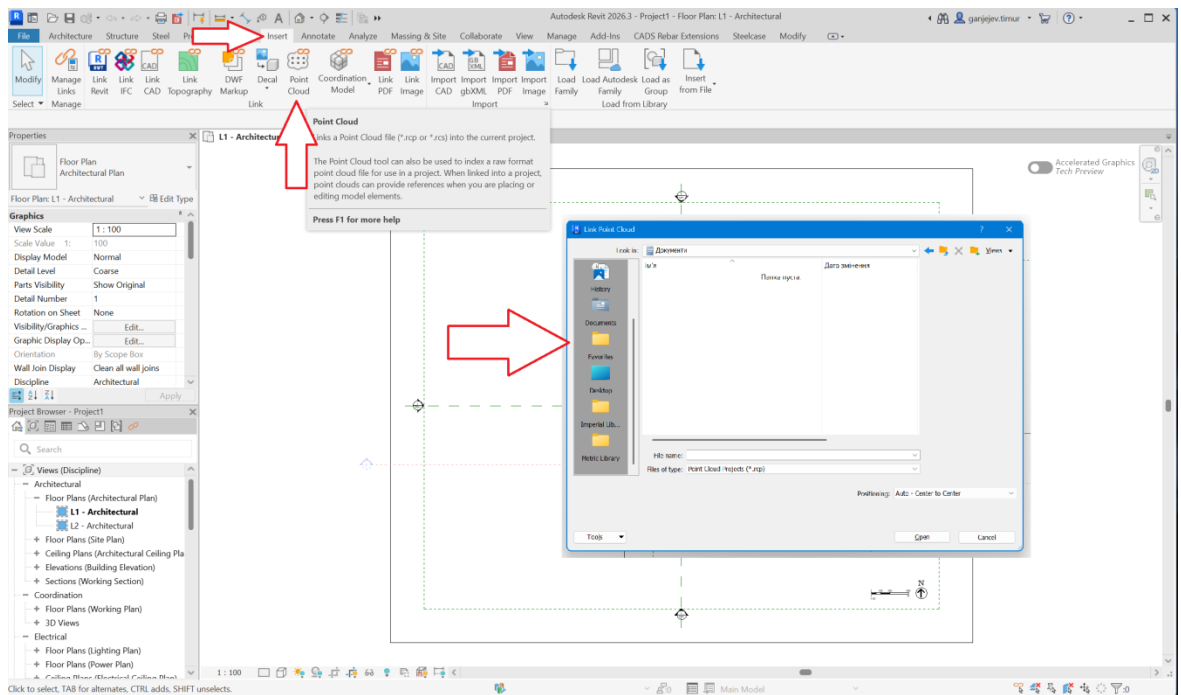 Autodesk Revit 2026.3 - Project1 - Floor Plan: L1 - Architectural
ganjejev.timur
File Architecture Structure Steel Insert Annotate Analyze Massing & Site Collaborate View Manage Add-Ins CADS Rebar Extensions Steelcase Modify
Modify
Manage Links
Link Revit
Link IFC
Link CAD
Link Topography
DWF Markup
Decal
Point Cloud
Coordination Model
Link PDF
Link Image
Import CAD
Import gbXML
Import PDF
Import Image
Load Family
Load Autodesk Family
Load as Group
Insert from File
Select Manage Link Import Load from Library
Point Cloud
Links a Point Cloud file (*.rcp or *.rcs) into the current project.
The Point Cloud tool can also be used to index a raw format
point cloud file for use in a project. When linked into a project,
point clouds can provide references when you are placing or
editing model elements.
Press F1 for more help
Properties
L1 - Architectur
Floor Plan
Architectural Plan
Floor Plan: L1 - Architectural Edit Type
Graphics
View Scale 1 : 100
Scale Value 1: 100
Display Model Normal
Detail Level Coarse
Parts Visibility Show Original
Detail Number 1
Rotation on Sheet None
Visibility/Graphics ... Edit...
Graphic Display Op... Edit...
Orientation By Scope Box
Wall Join Display Clean all wall joins
Discipline Architectural
Apply
Project Browser - Project1
Search
Views (Discipline)
Architectural
Floor Plans (Architectural Plan)
L1 - Architectural
L2 - Architectural
Floor Plans (Site Plan)
Ceiling Plans (Architectural Ceiling Pla
Elevations (Building Elevation)
Sections (Working Section)
Coordination
Floor Plans (Working Plan)
3D Views
Electrical
Floor Plans (Lighting Plan)
Floor Plans (Power Plan)
Ceiling Plans (Electrical Ceiling Plan)
Accelerated Graphics
Tech Preview
Link Point Cloud
Look in: Документи Views
Ім'я Дата змінення
Папка пуста.
History
Documents
Favorites
Desktop
Imperial Lib...
Metric Library
File name:
Files of type: Point Cloud Projects (*.rcp)
Positioning: Auto - Center to Center
Tools Open Cancel
N
1 : 100
Click to select, TAB for alternates, CTRL adds, SHIFT unselects. :0 Main Model :0